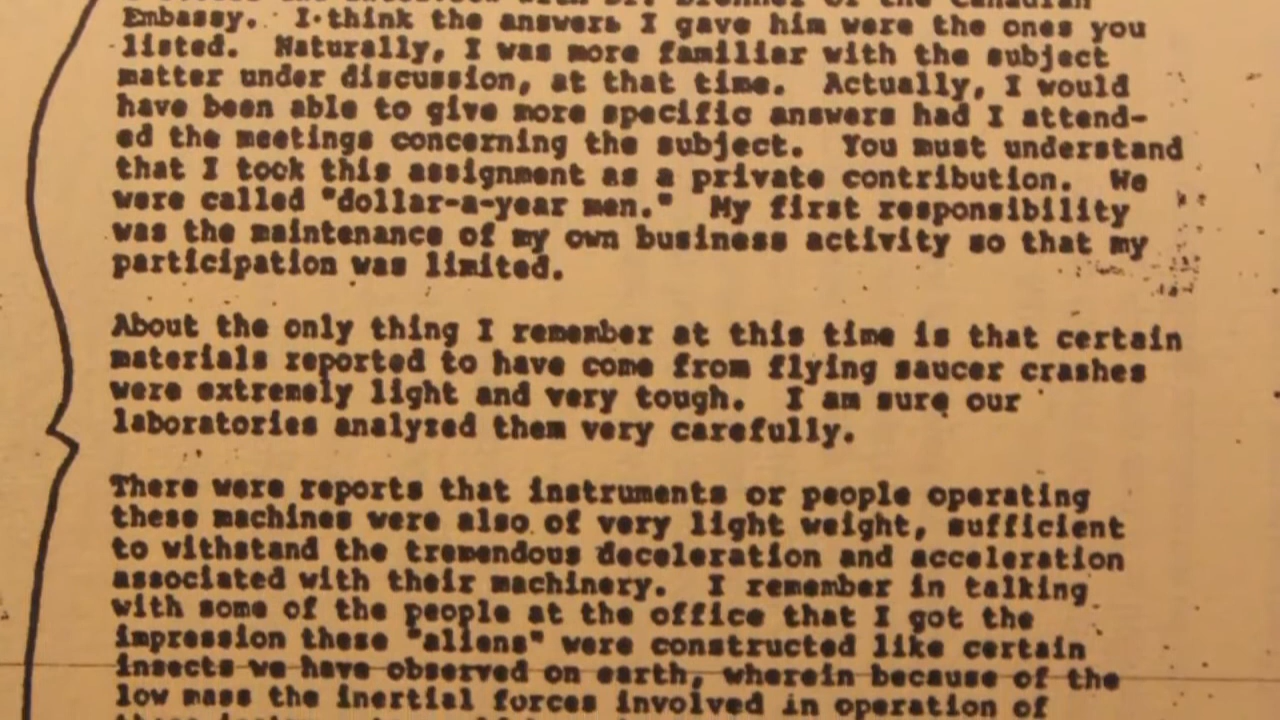 Embassy. I think the answers I gave him were the ones you
listed. Naturally, I was more familiar with the subject
matter under discussion, at that time. Actually, I would
have been able to give more specific answers had I attend-
ed the meetings concerning the subject. You must understand
that I took this assignment as a private contribution. We
were called "dollar-a-year men." My first responsibility
was the maintenance of my own business activity so that my
participation was limited.
About the only thing I remember at this time is that certain
materials reported to have come from flying saucer crashes
were extremely light and very tough. I am sure our
laboratories analyzed them very carefully.
There were reports that instruments or people operating
these machines were also of very light weight, sufficient
to withstand the tremendous deceleration and acceleration
associated with their machinery. I remember in talking
with some of the people at the office that I got the
impression these "aliens" were constructed like certain
insects we have observed on earth, wherein because of the
low mass the inertial forces involved in operation of